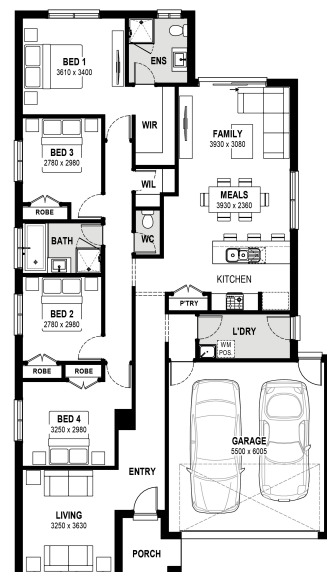 BED 1
3610 x 3400
ENS
WIR
BED 3
2780 x 2980
FAMILY
3930 x 3080
WIL
MEALS
3930 x 2360
ROBE
BATH
WC
KITCHEN
BED 2
2780 x 2980
P'TRY
L'DRY
WM
POS.
ROBE
ROBE
BED 4
3250 x 2980
GARAGE
5500 x 6005
ENTRY
LIVING
3250 x 3630
PORCH